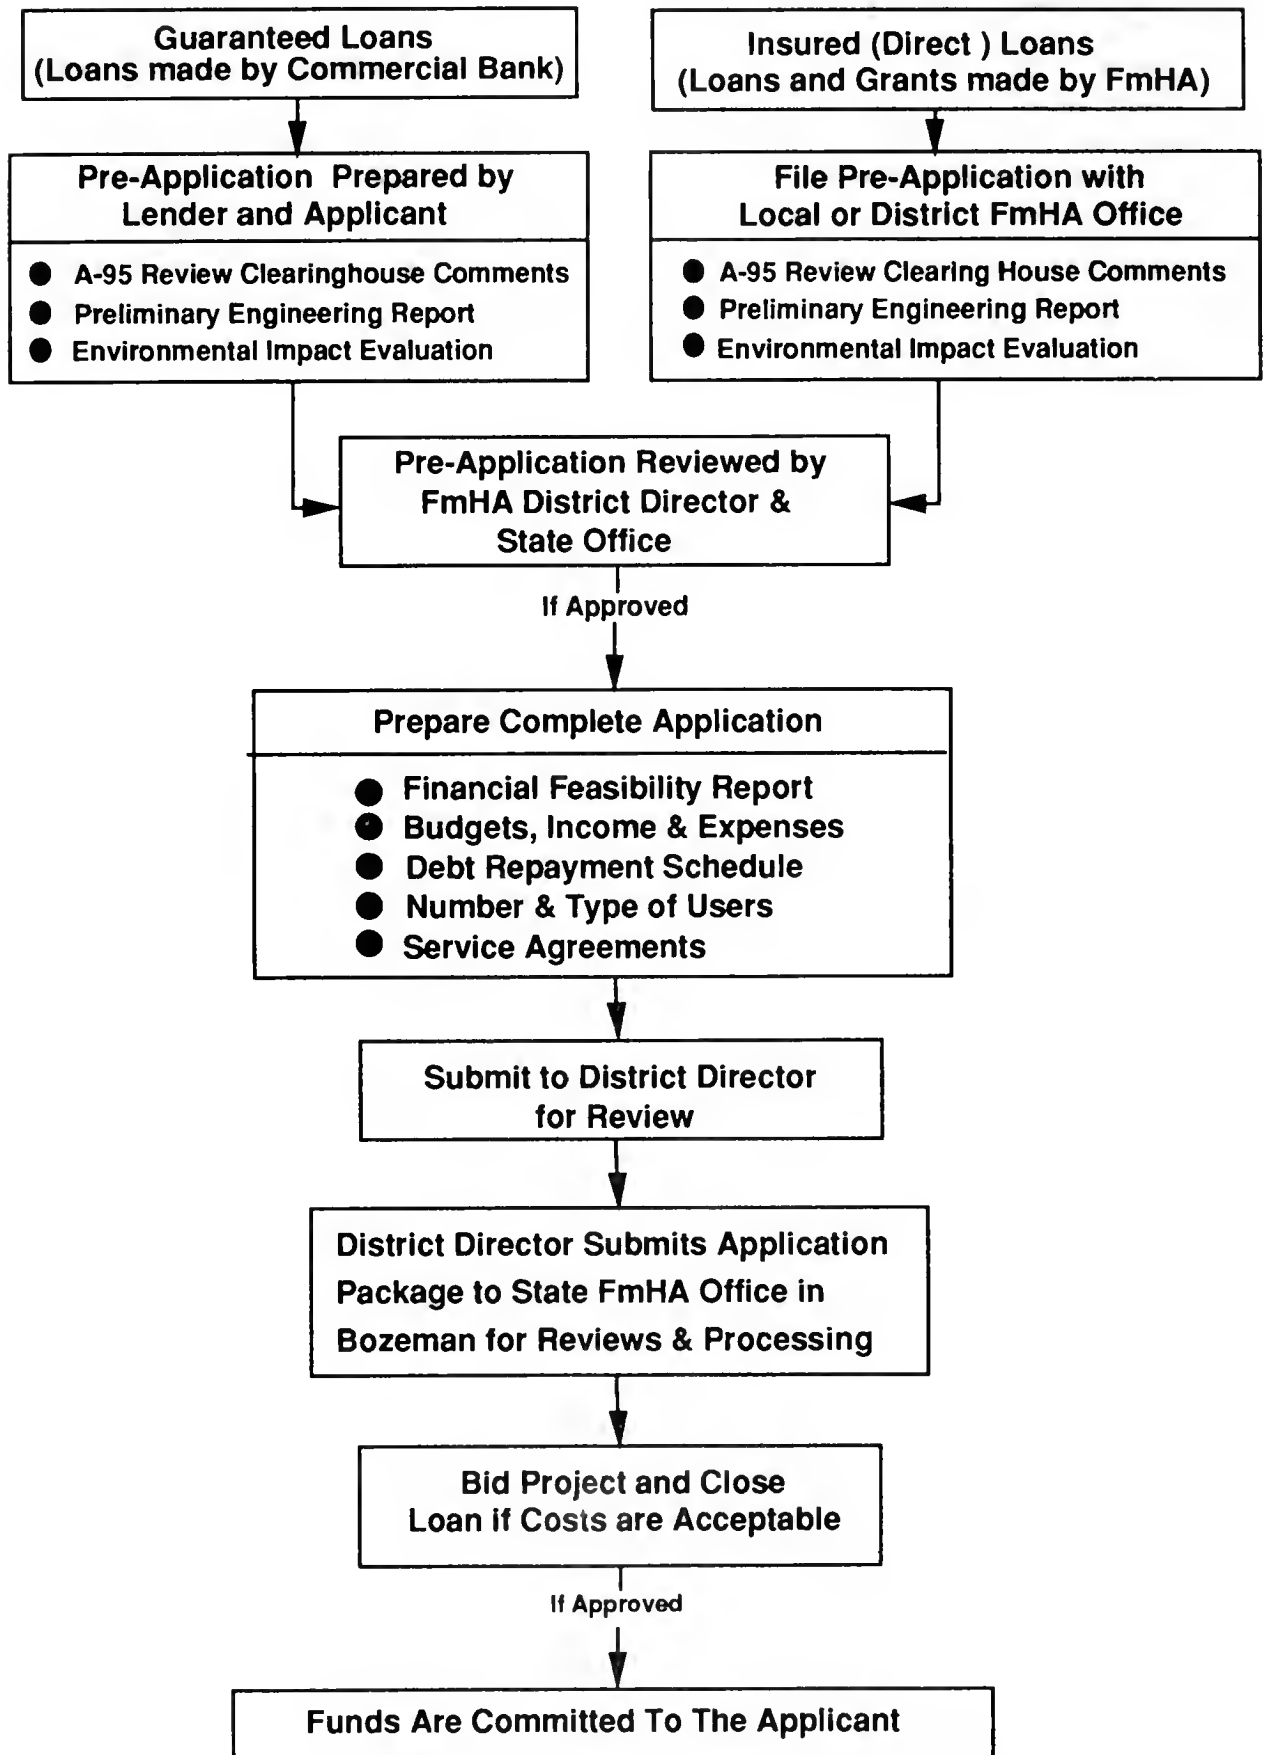 Guaranteed Loans
(Loans made by Commercial Bank)
Insured (Direct ) Loans
(Loans and Grants made by FmHA)
Pre-Application Prepared by
Lender and Applicant
● A-95 Review Clearinghouse Comments
● Preliminary Engineering Report
● Environmental Impact Evaluation
File Pre-Application with
Local or District FmHA Office
● A-95 Review Clearing House Comments
● Preliminary Engineering Report
● Environmental Impact Evaluation
Pre-Application Reviewed by
FmHA District Director &
State Office
If Approved
Prepare Complete Application
● Financial Feasibility Report
● Budgets, Income & Expenses
● Debt Repayment Schedule
● Number & Type of Users
● Service Agreements
Submit to District Director
for Review
District Director Submits Application
Package to State FmHA Office in
Bozeman for Reviews & Processing
Bid Project and Close
Loan if Costs are Acceptable
If Approved
Funds Are Committed To The Applicant